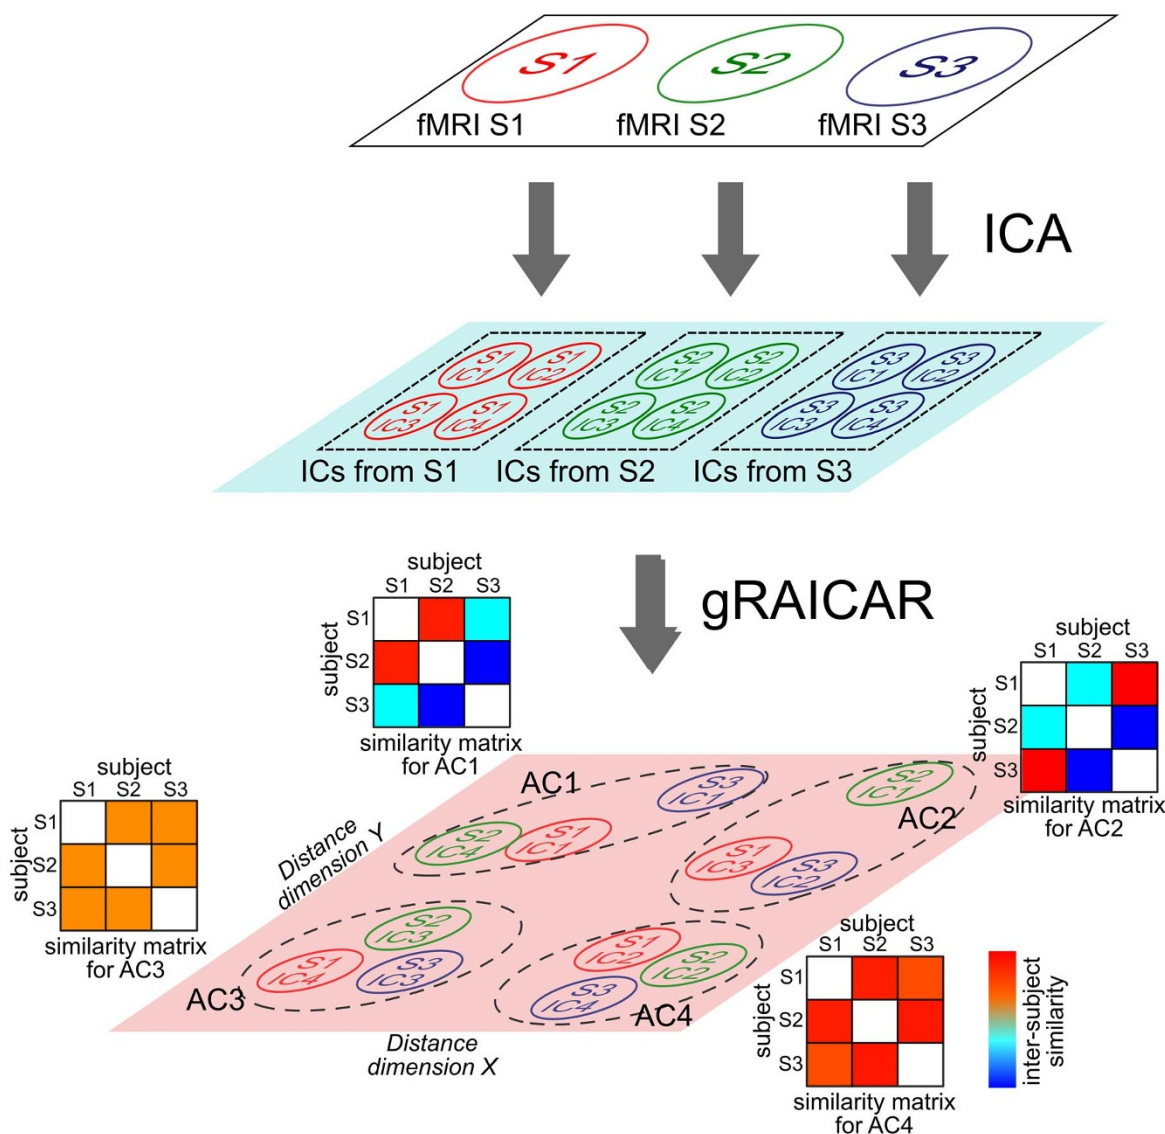 S1
S2
S3
fMRI S1
fMRI S2
fMRI S3
ICA
S1
IC1
S1
IC2
S1
IC3
S1
IC4
S2
IC1
S2
IC2
S2
IC3
S2
IC4
S3
IC1
S3
IC2
S3
IC3
S3
IC4
ICs from S1
ICs from S2
ICs from S3
gRAICAR
subject
S1 S2 S3
subject
S1
S2
S3
similarity matrix
for AC1
subject
S1 S2 S3
subject
S1
S2
S3
similarity matrix
for AC2
subject
S1 S2 S3
subject
S1
S2
S3
similarity matrix
for AC3
AC1
S3
IC1
S2
IC4
S1
IC1
AC2
S2
IC1
S1
IC3
S3
IC2
Distance
dimension Y
AC3
S2
IC3
S1
IC4
S3
IC3
AC4
S1
IC2
S2
IC2
S3
IC4
Distance
dimension X
subject
S1 S2 S3
subject
S1
S2
S3
similarity matrix
for AC4
inter-subject
similarity